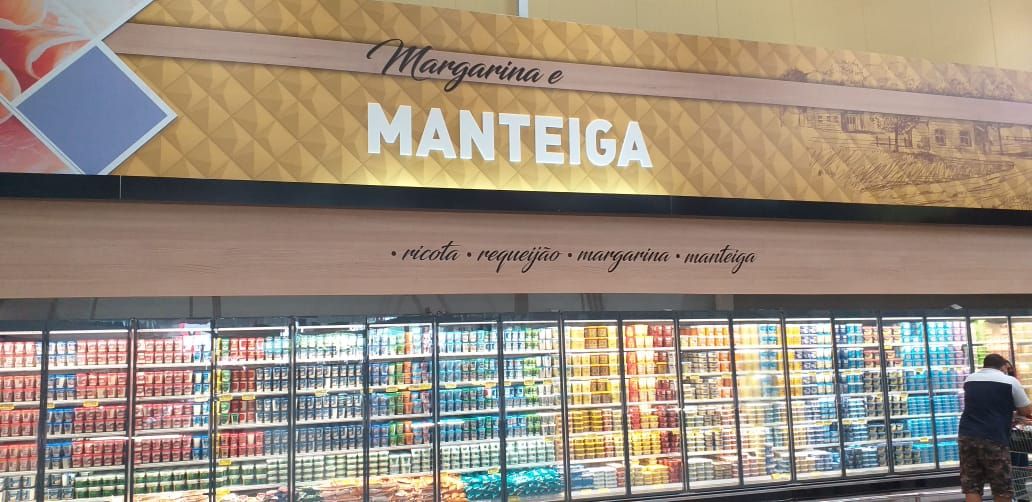 Margarina e
MANTEIGA
• ricota • requeijão • margarina • manteiga